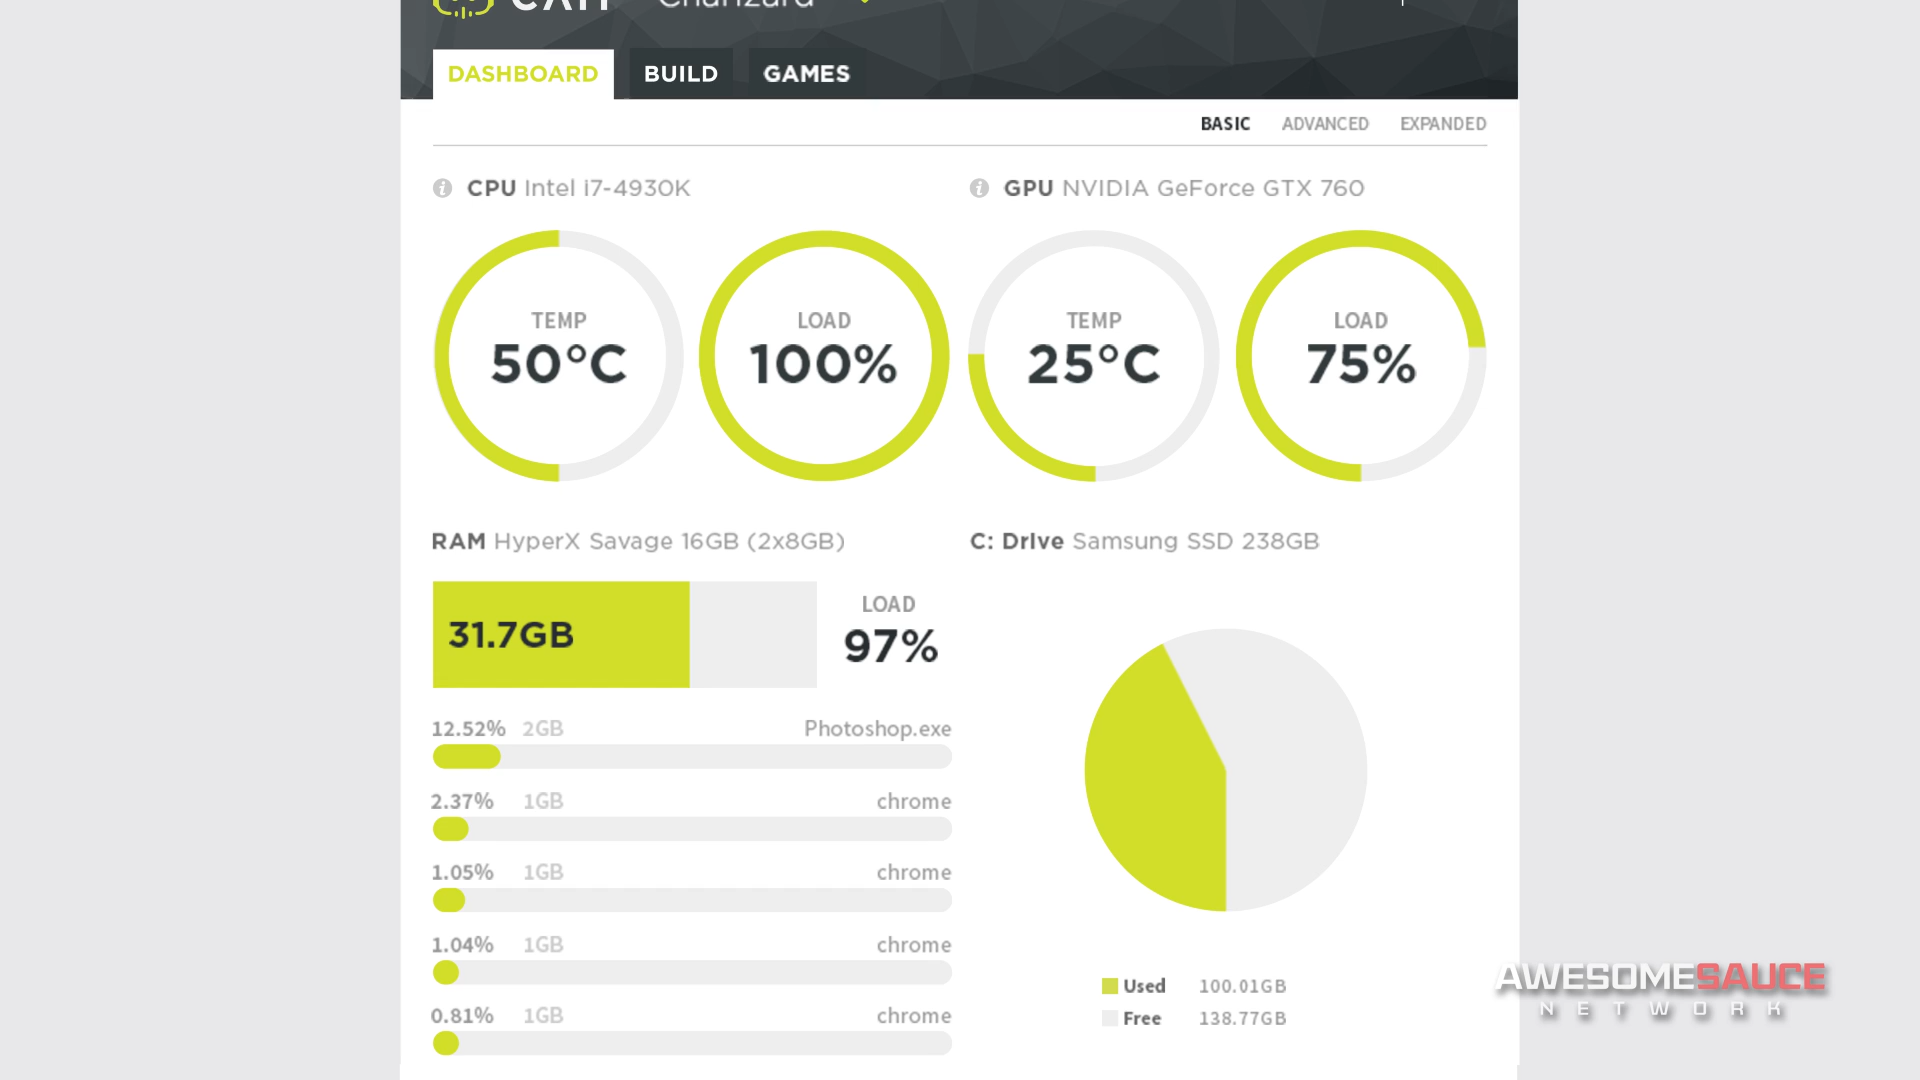 DASHBOARD BUILD GAMES
BASIC ADVANCED EXPANDED
CPU Intel i7-4930K
GPU NVIDIA GeForce GTX 760
TEMP
50°C
LOAD
100%
TEMP
25°C
LOAD
75%
RAM HyperX Savage 16GB (2x8GB)
C: Drive Samsung SSD 238GB
31.7GB
LOAD
97%
12.52% 2GB Photoshop.exe
2.37% 1GB chrome
1.05% 1GB chrome
1.04% 1GB chrome
0.81% 1GB chrome
Used 100.01GB
Free 138.77GB
AWESOMESAUCE
NETWORK